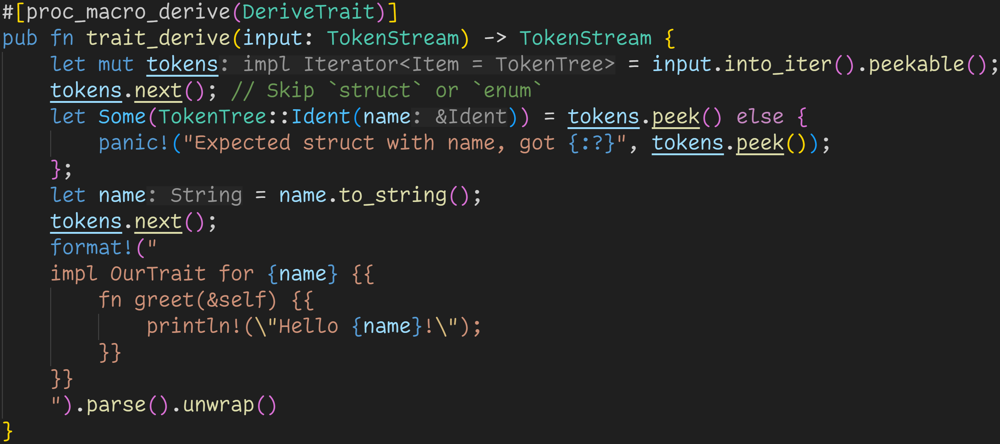 #[proc_macro_derive(DeriveTrait)]
pub fn trait_derive(input: TokenStream) -> TokenStream {
    let mut tokens: impl Iterator<Item = TokenTree> = input.into_iter().peekable();
    tokens.next(); // Skip `struct` or `enum`
    let Some(TokenTree::Ident(name: &Ident)) = tokens.peek() else {
        panic!("Expected struct with name, got {:?}", tokens.peek());
    };
    let name: String = name.to_string();
    tokens.next();
    format!("
    impl OurTrait for {name} {{
        fn greet(&self) {{
            println!(\"Hello {name}!\");
        }}
    }}
    ").parse().unwrap()
}